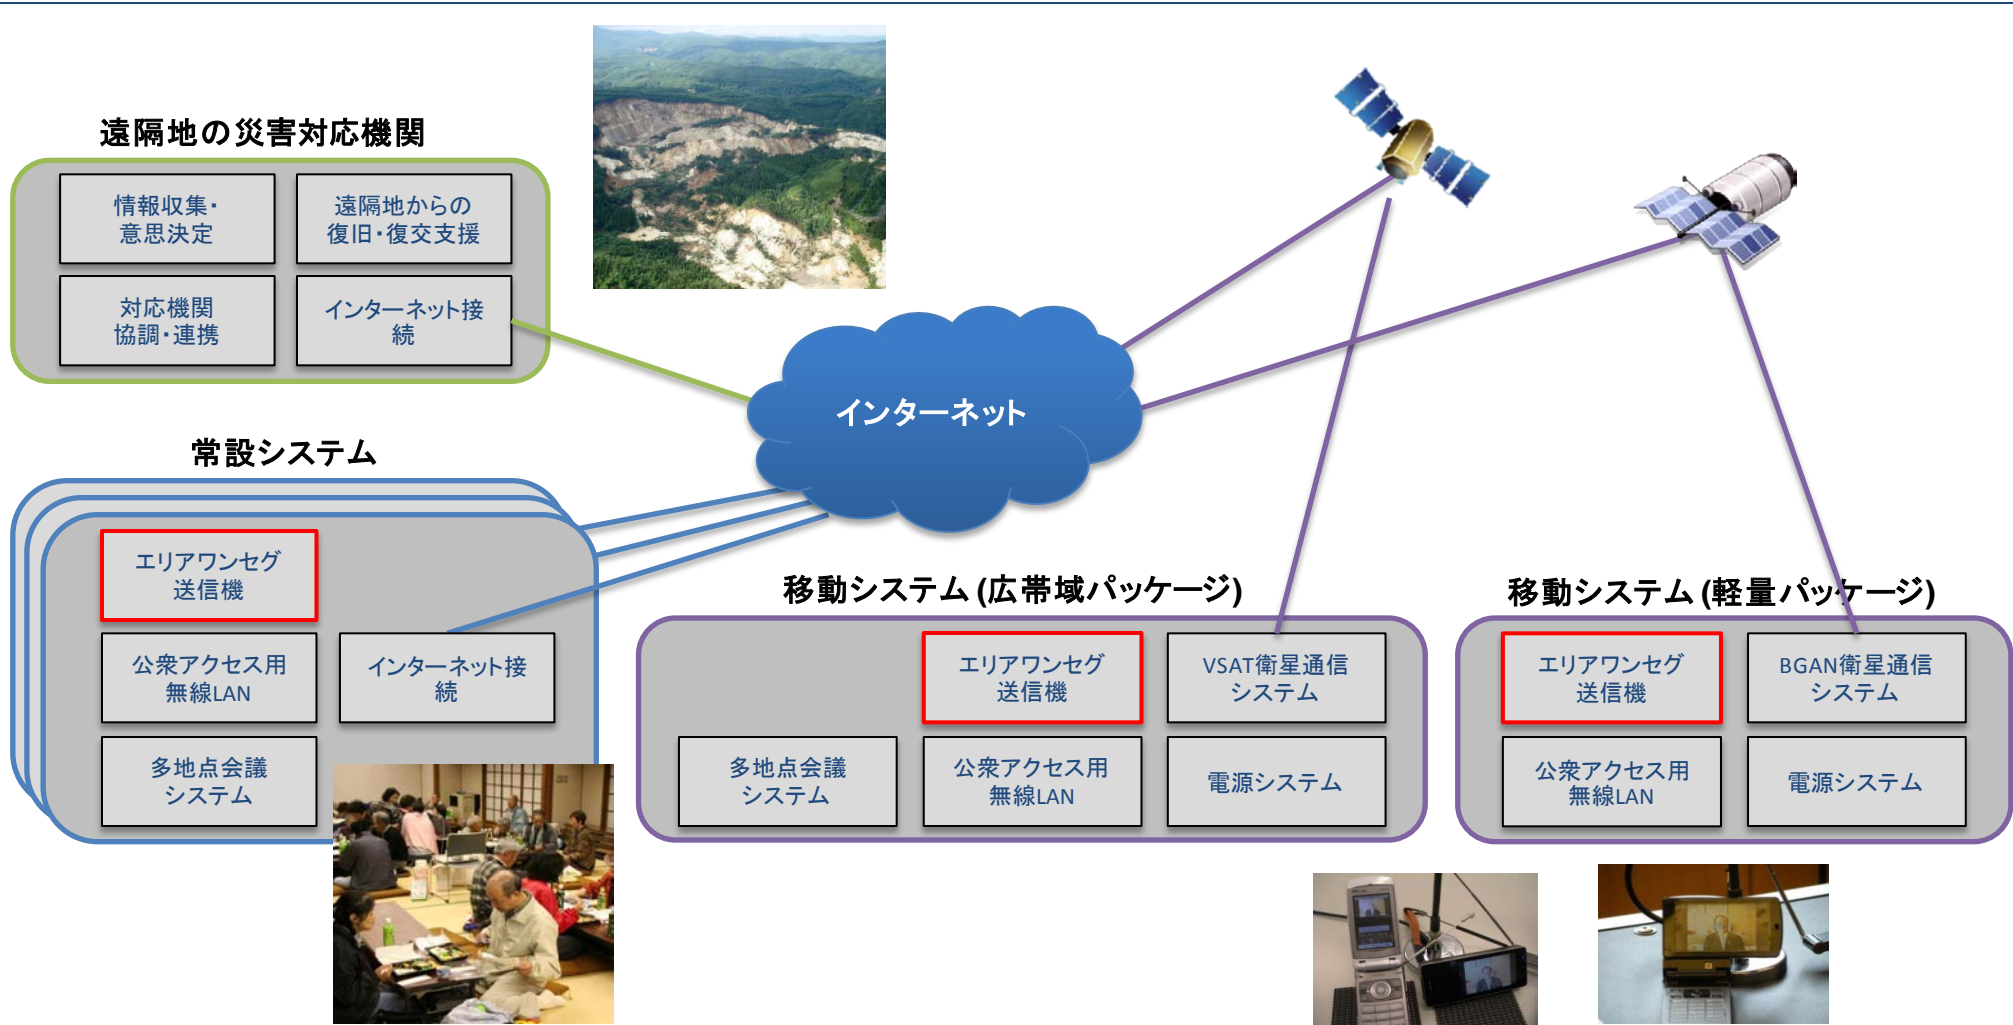 遠隔地の災害対応機関
情報収集・
意思決定
遠隔地からの
復旧・復交支援
対応機関
協調・連携
インターネット接
続
インターネット
常設システム
エリアワンセグ
送信機
公衆アクセス用
無線LAN
インターネット接
続
多地点会議
システム
移動システム (広帯域パッケージ)
エリアワンセグ
送信機
VSAT衛星通信
システム
多地点会議
システム
公衆アクセス用
無線LAN
電源システム
移動システム (軽量パッケージ)
エリアワンセグ
送信機
BGAN衛星通信
システム
公衆アクセス用
無線LAN
電源システム